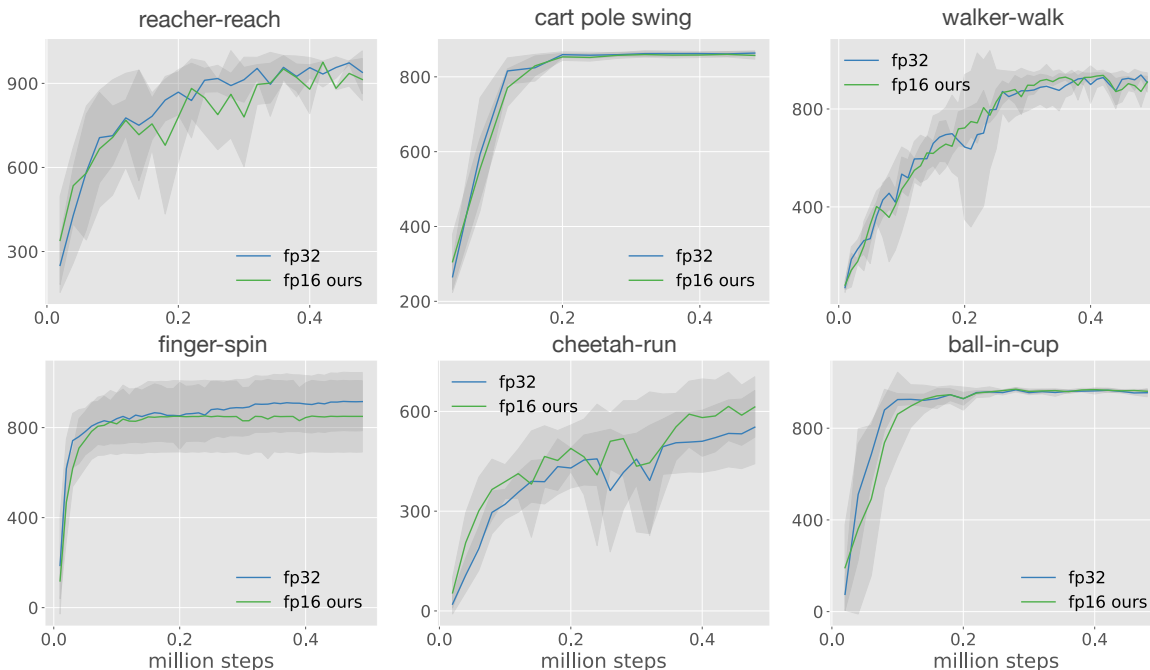 reacher-reach
cart pole swing
walker-walk
900
600
300
fp32
fp16 ours
0.0
0.2
0.4
800
600
400
200
fp32
fp16 ours
0.2
0.4
fp32
fp16 ours
800
400
0.0
0.2
0.4
finger-spin
cheetah-run
ball-in-cup
800
400
0
fp32
fp16 ours
0.0
0.2
0.4
million steps
fp32
fp16 ours
600
300
0
0.0
0.2
0.4
million steps
800
400
0
fp32
fp16 ours
0.0
0.2
0.4
million steps